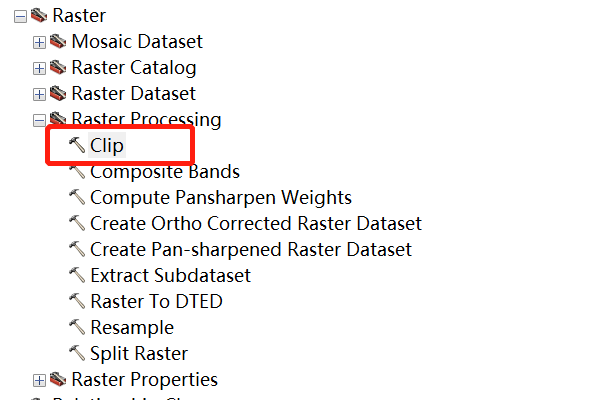 Raster
Mosaic Dataset
Raster Catalog
Raster Dataset
Raster Processing
Clip
Composite Bands
Compute Pansharpen Weights
Create Ortho Corrected Raster Dataset
Create Pan-sharpened Raster Dataset
Extract Subdataset
Raster To DTED
Resample
Split Raster
Raster Properties